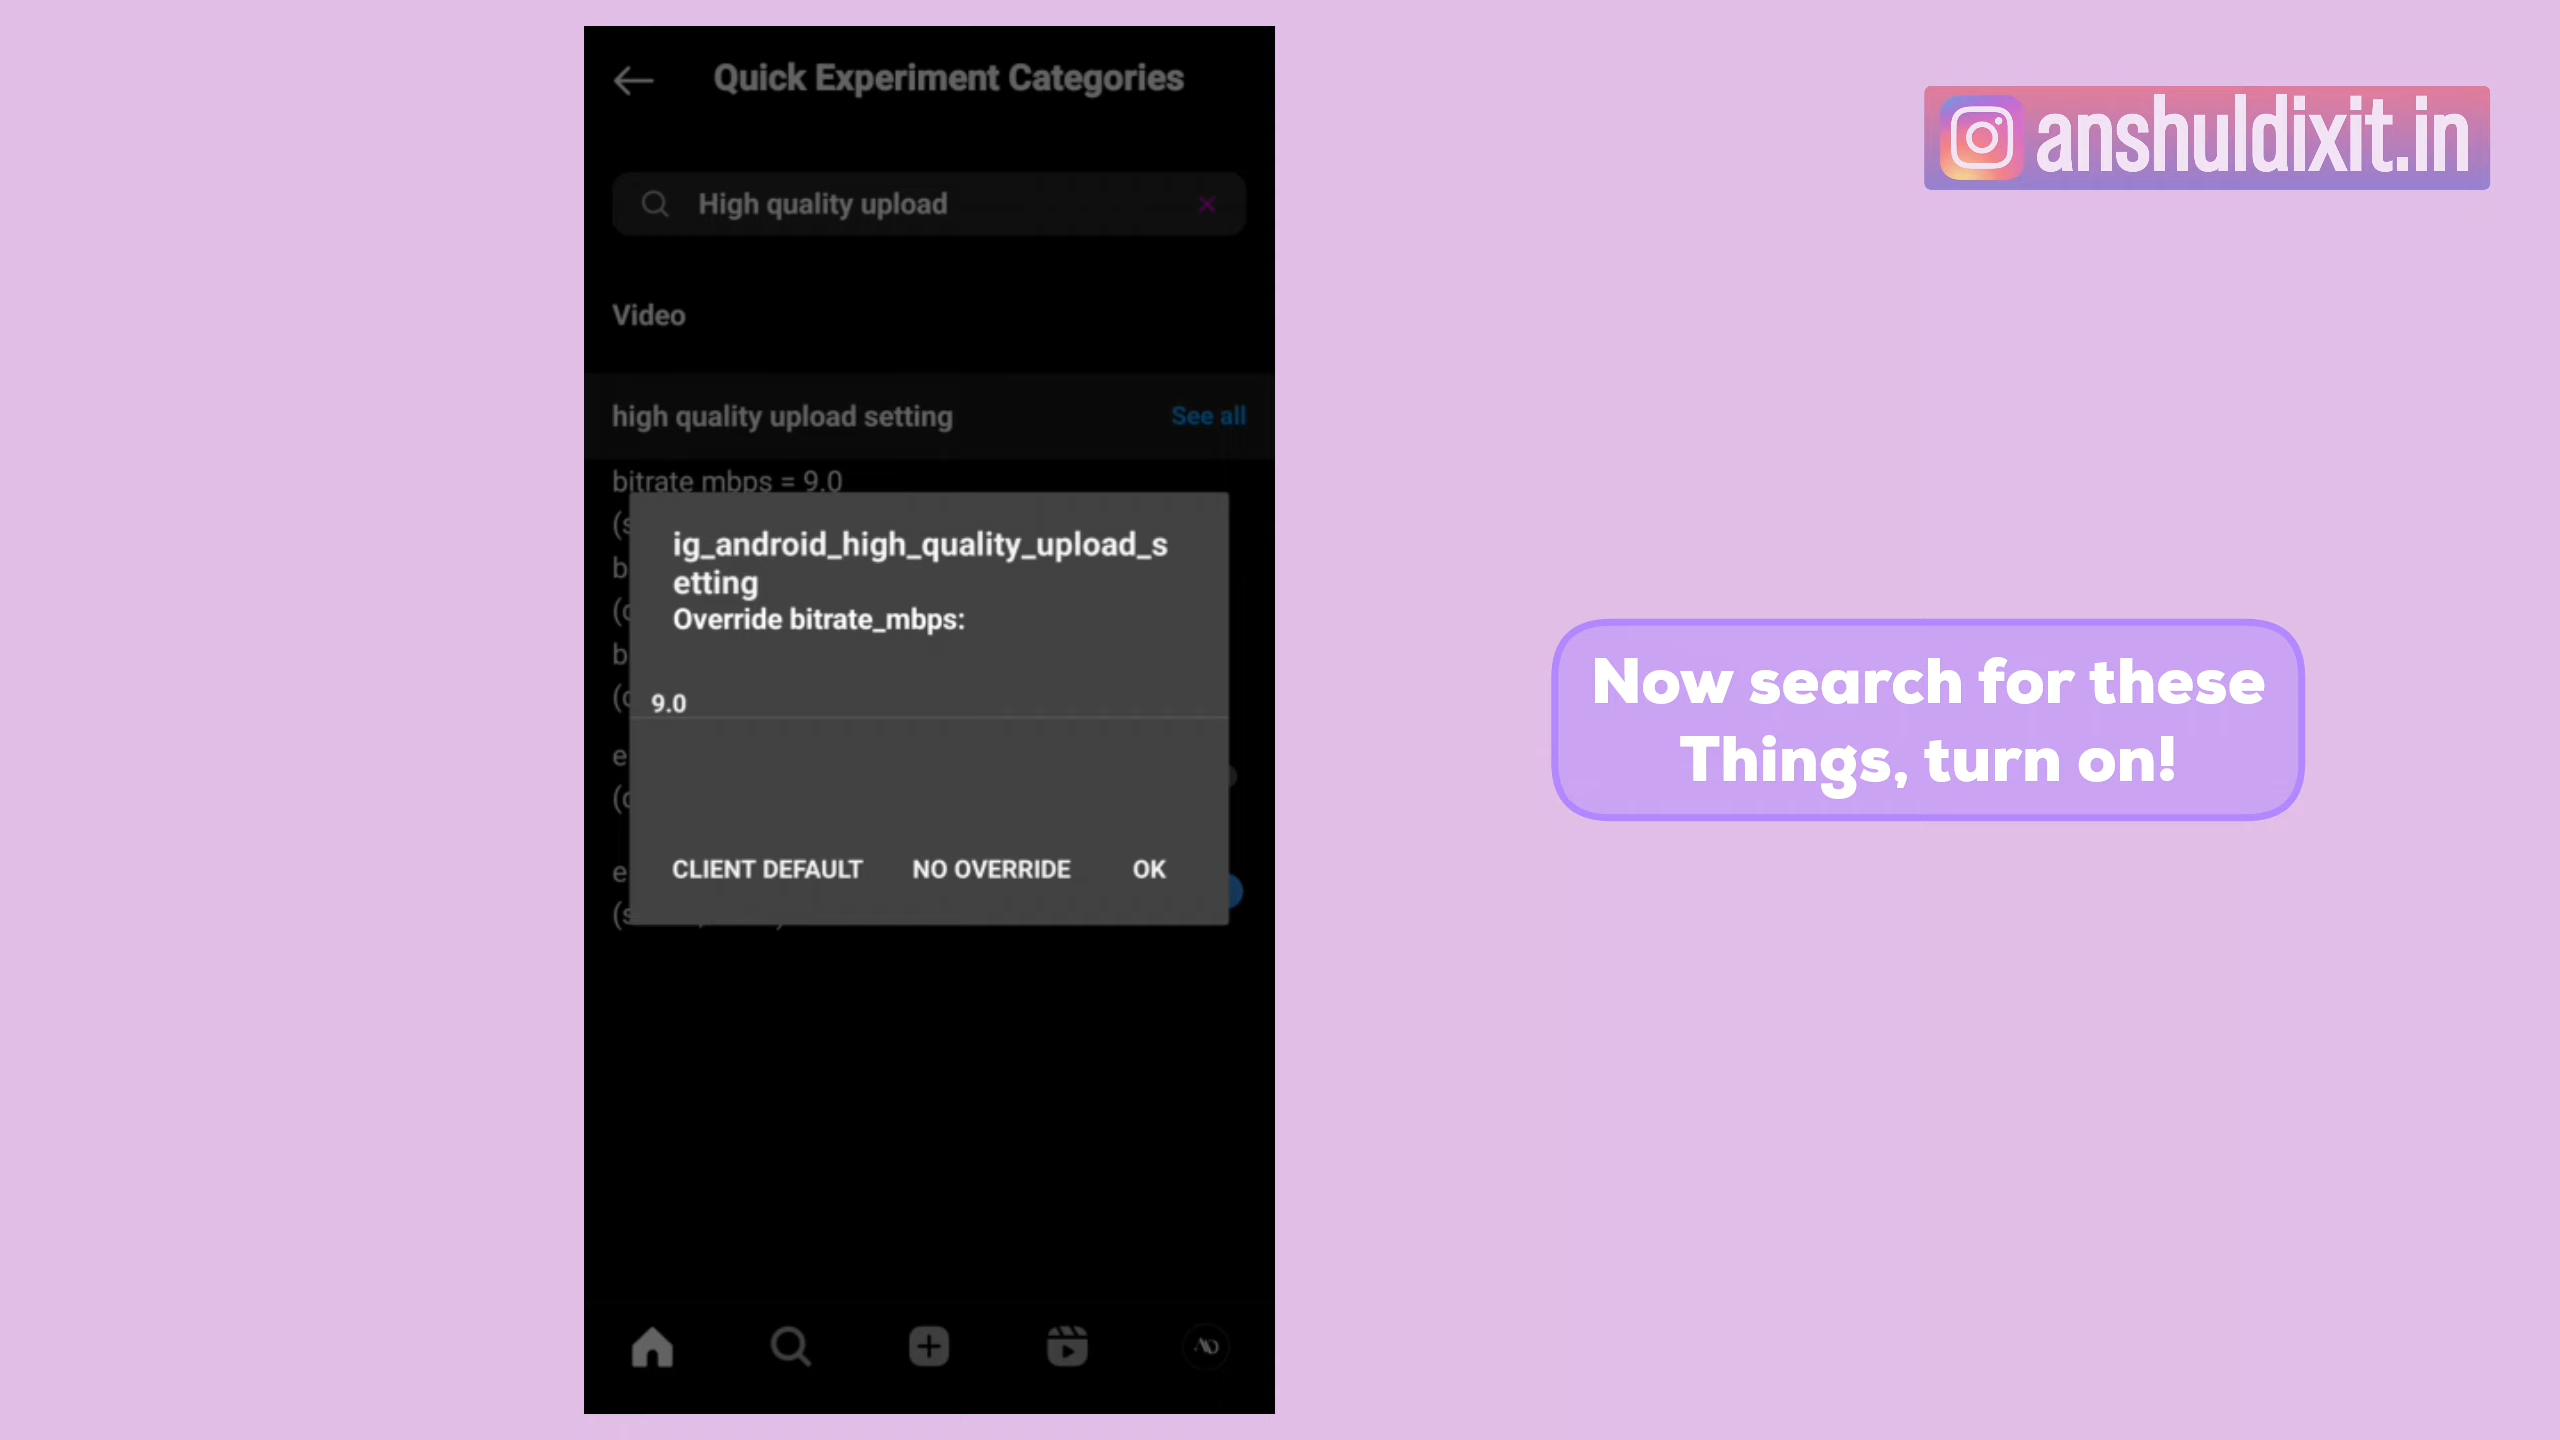 Quick Experiment Categories
High quality upload
Video
high quality upload setting
See all
bitrate mbps = 9.0
ig_android_high_quality_upload_s
etting
Override bitrate_mbps:
9.0
CLIENT DEFAULT
NO OVERRIDE
OK
anshuldixit.in
Now search for these
Things, turn on!